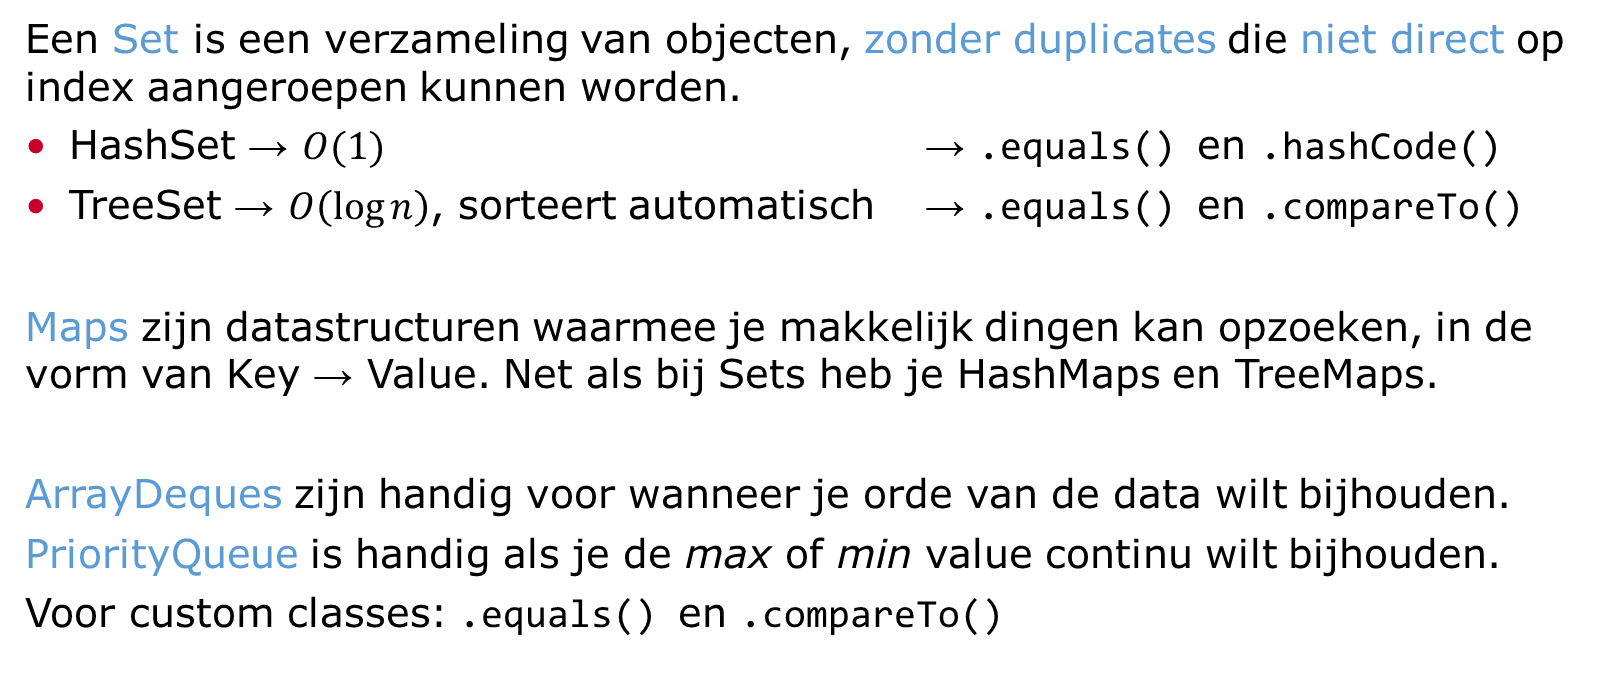 Een Set is een verzameling van objecten, zonder duplicates die niet direct op
index aangeroepen kunnen worden.
• HashSet → O(1) → .equals() en .hashCode()
• TreeSet → O(log n), sorteert automatisch → .equals() en .compareTo()
Maps zijn datastructuren waarmee je makkelijk dingen kan opzoeken, in de
vorm van Key → Value. Net als bij Sets heb je HashMaps en TreeMaps.
ArrayDeques zijn handig voor wanneer je orde van de data wilt bijhouden.
PriorityQueue is handig als je de max of min value continu wilt bijhouden.
Voor custom classes: .equals() en .compareTo()